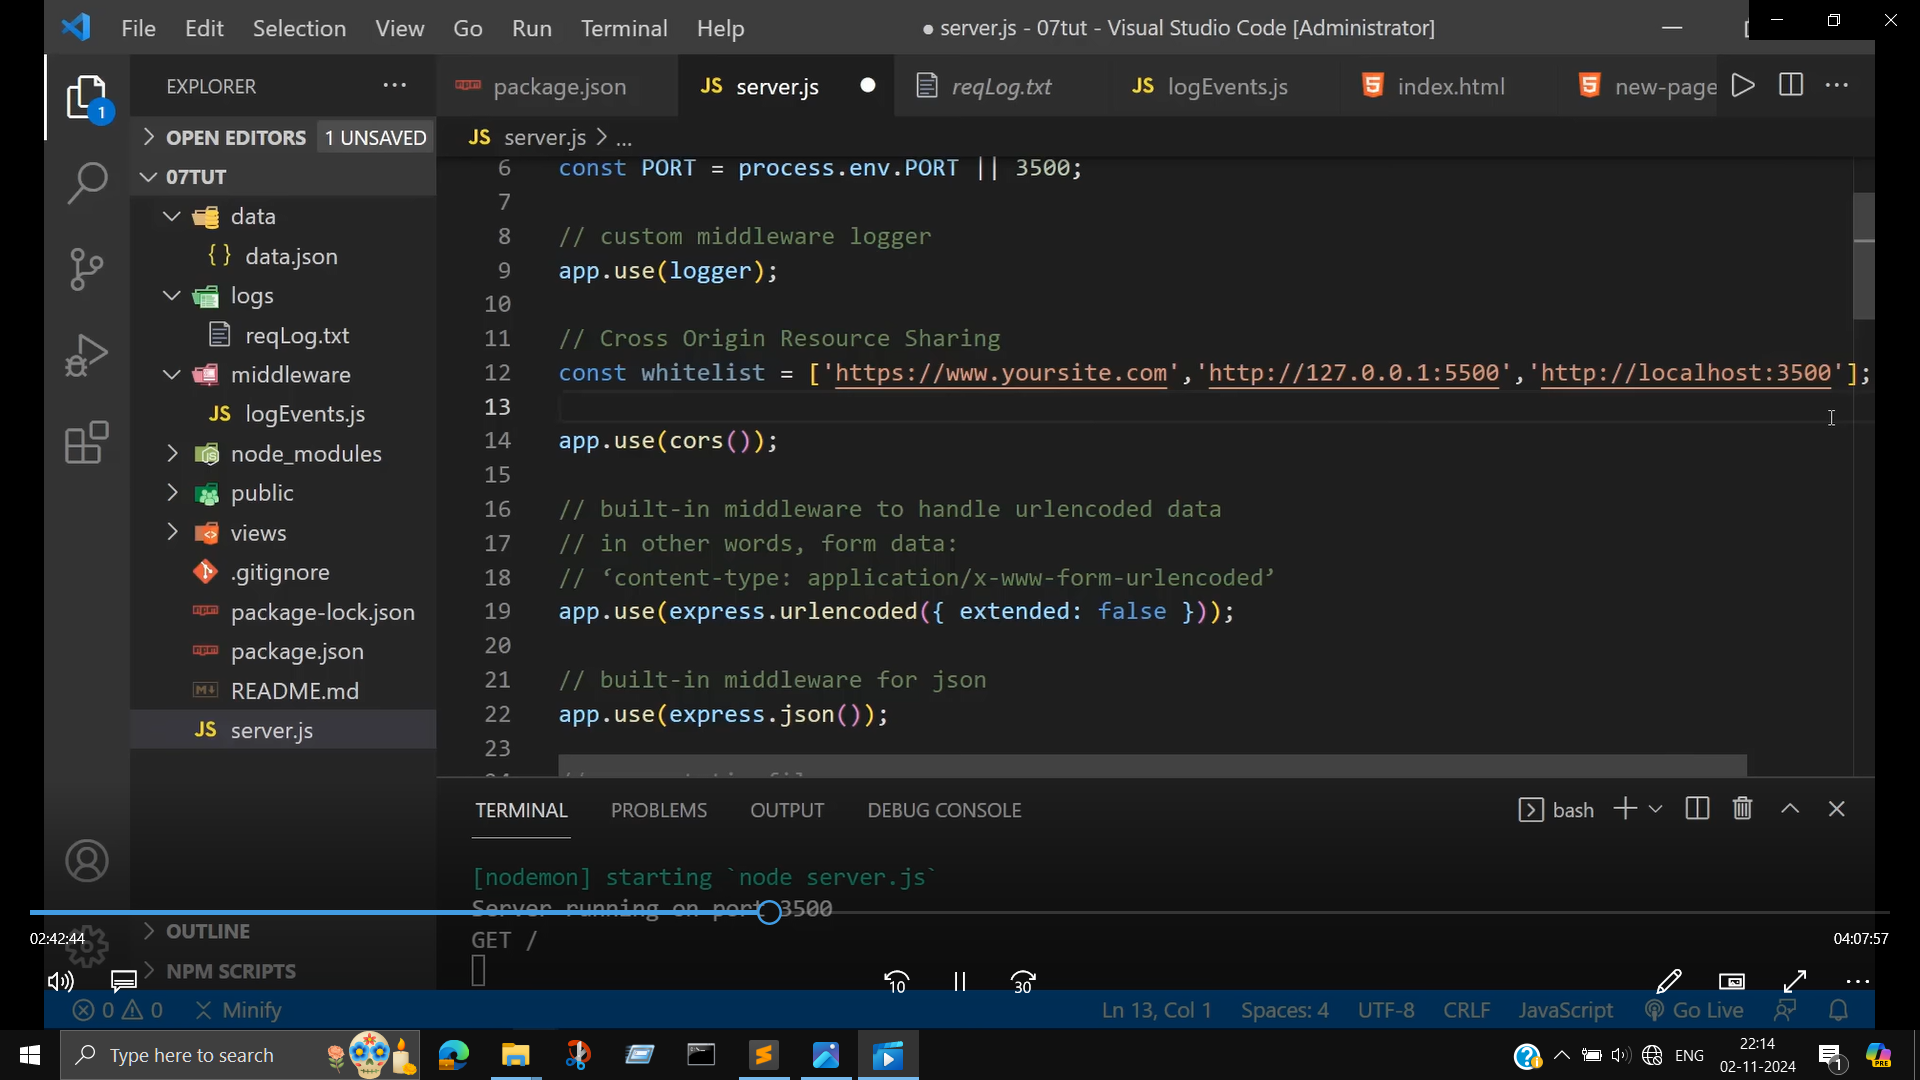 File Edit Selection View Go Run Terminal Help
● server.js - 07tut - Visual Studio Code [Administrator]
EXPLORER
1
OPEN EDITORS 1 UNSAVED
07TUT
data
data.json
logs
reqLog.txt
middleware
logEvents.js
node_modules
public
views
.gitignore
package-lock.json
package.json
README.md
JS server.js
OUTLINE
NPM SCRIPTS
package.json JS server.js reqLog.txt JS logEvents.js index.html new-page
JS server.js > ...
6 const PORT = process.env.PORT || 3500;
7
8 // custom middleware logger
9 app.use(logger);
10
11 // Cross Origin Resource Sharing
12 const whitelist = ['https://www.yoursite.com','http://127.0.0.1:5500','http://localhost:3500'];
13
14 app.use(cors());
15
16 // built-in middleware to handle urlencoded data
17 // in other words, form data:
18 // ‘content-type: application/x-www-form-urlencoded’
19 app.use(express.urlencoded({ extended: false }));
20
21 // built-in middleware for json
22 app.use(express.json());
23
TERMINAL PROBLEMS OUTPUT DEBUG CONSOLE
bash
[nodemon] starting `node server.js`
Server running on port 3500
GET /
02:42:44 04:07:57
10 30
0 0 Minify
Ln 13, Col 1 Spaces: 4 UTF-8 CRLF JavaScript Go Live
Type here to search
ENG
22:14
02-11-2024
1
PRE